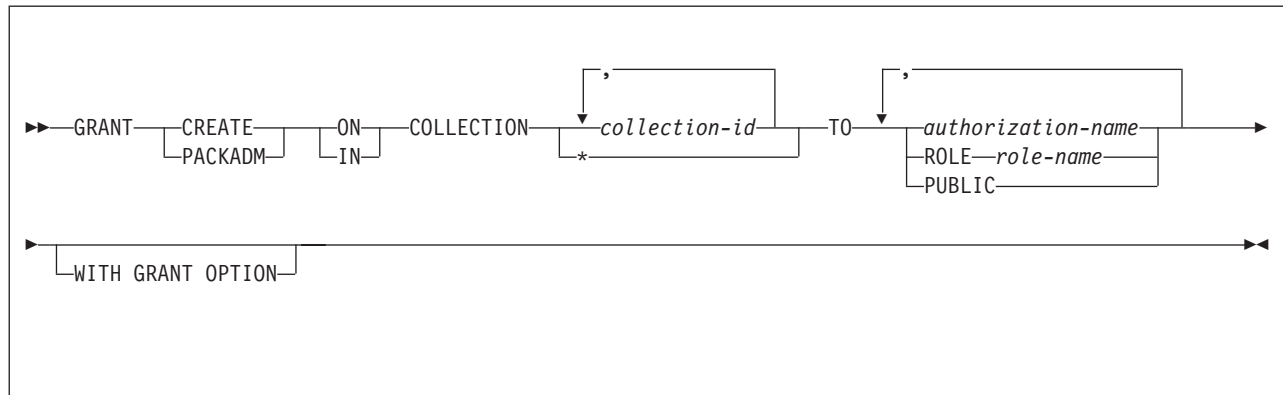 , ,
GRANT CREATE ON COLLECTION collection-id TO authorization-name
PACKADM IN * ROLE role-name
PUBLIC
WITH GRANT OPTION